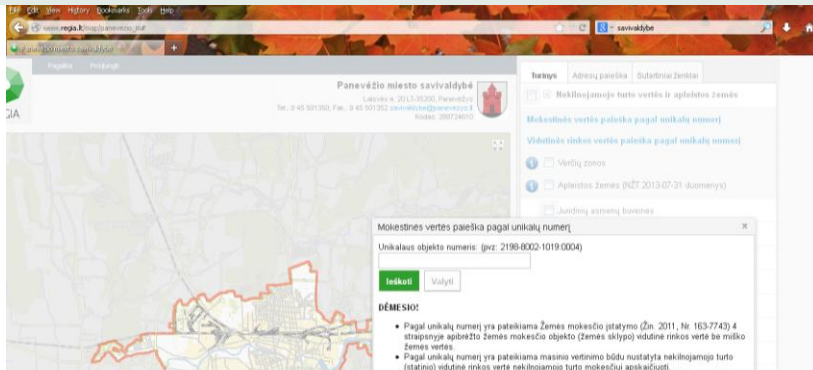 File Edit View History Bookmarks Tools Help
www.regia.lt/map/panevezio_m#
savivaldybė
Panevėžio miesto savivaldybė
Pagalba Prisijungti
GIA
Panevėžio miesto savivaldybė
Laisvės a. 20 LT-35200, Panevėžys
Tel.: 8 45 501360, Fax.: 8 45 501352 savivaldybe@panevezys.lt
Kodas: 288724610
Turinys Adresų paieška Sutartiniai ženklai
Nekilnojamojo turto vertės ir apleistos žemės
Mokestinės vertės paieška pagal unikalų numerį
Vidutinės rinkos vertės paieška pagal unikalų numerį
Verčių zonos
Apleistos žemės (NŽT 2013-07-31 duomenys)
Juridinių asmenų buveinės
Mokestinės vertės paieška pagal unikalų numerį
Unikalaus objekto numeris: (pvz: 2198-8002-1019:0004)
Ieškoti Valyti
DĖMESIO!
Pagal unikalų numerį yra pateikiama Žemės mokesčio įstatymo (Žin. 2011, Nr. 163-7743) 4
straipsnyje apibrėžto žemės mokesčio objekto (žemės sklypo) vidutinė rinkos vertė be miško
žemės vertės.
Pagal unikalų numerį yra pateikiama masinio vertinimo būdu nustatyta nekilnojamojo turto
(statinio) vidutinė rinkos vertė nekilnojamojo turto mokesčiui apskaičiuoti.